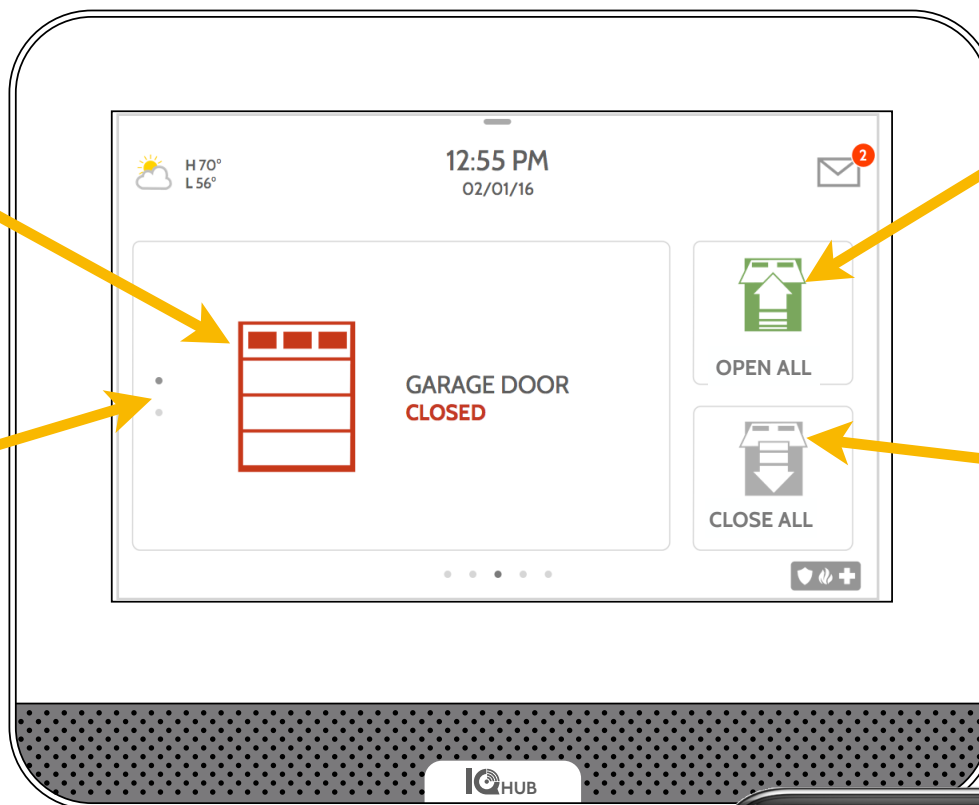 H 70°
L 56°
12:55 PM
02/01/16
2
GARAGE DOOR
CLOSED
OPEN ALL
CLOSE ALL
IQ HUB